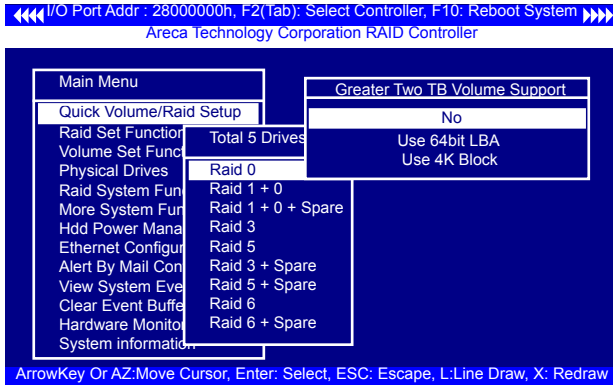 I/O Port Addr : 28000000h, F2(Tab): Select Controller, F10: Reboot System
Areca Technology Corporation RAID Controller
Main Menu
Quick Volume/Raid Setup
Raid Set Function
Volume Set Funct
Physical Drives
Raid System Fun
More System Fun
Hdd Power Mana
Ethernet Configur
Alert By Mail Con
View System Eve
Clear Event Buffe
Hardware Monito
System information
Total 5 Drives
Raid 0
Raid 1 + 0
Raid 1 + 0 + Spare
Raid 3
Raid 5
Raid 3 + Spare
Raid 5 + Spare
Raid 6
Raid 6 + Spare
Greater Two TB Volume Support
No
Use 64bit LBA
Use 4K Block
ArrowKey Or AZ:Move Cursor, Enter: Select, ESC: Escape, L:Line Draw, X: Redraw